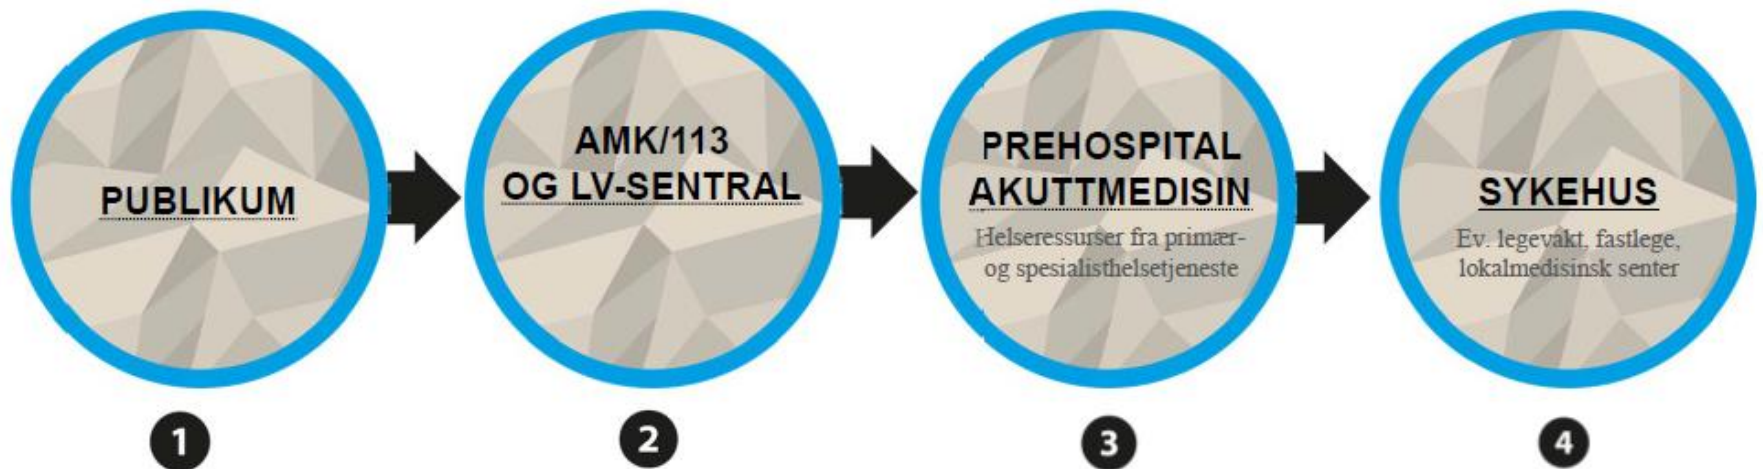 PUBLIKUM
AMK/113
OG LV-SENTRAL
PREHOSPITAL
AKUTTMEDISIN
Helseressurser fra primær-
og spesialisthelsetjeneste
SYKEHUS
Ev. legevakt, fastlege,
lokalmedisinsk senter
1
2
3
4